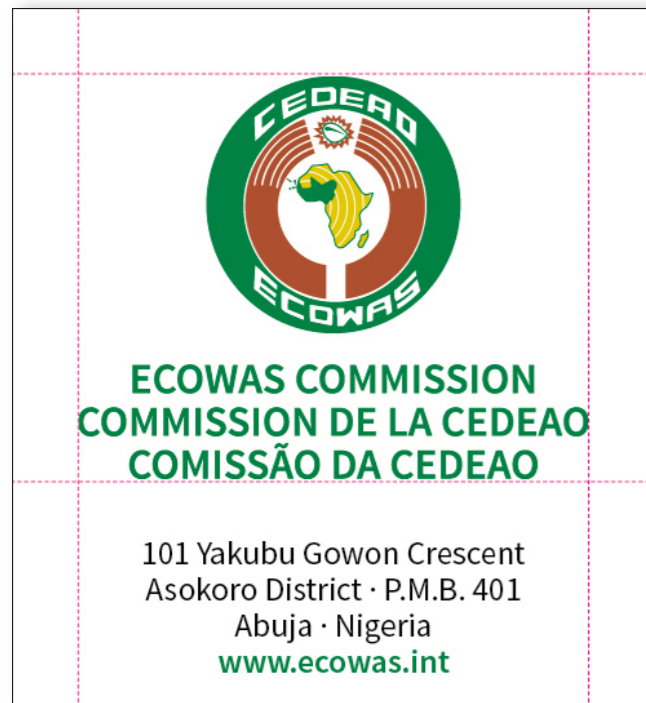 CEDEAO
ECOWAS
ECOWAS COMMISSION
COMMISSION DE LA CEDEAO
COMISSÃO DA CEDEAO
101 Yakubu Gowon Crescent
Asokoro District · P.M.B. 401
Abuja · Nigeria
www.ecowas.int